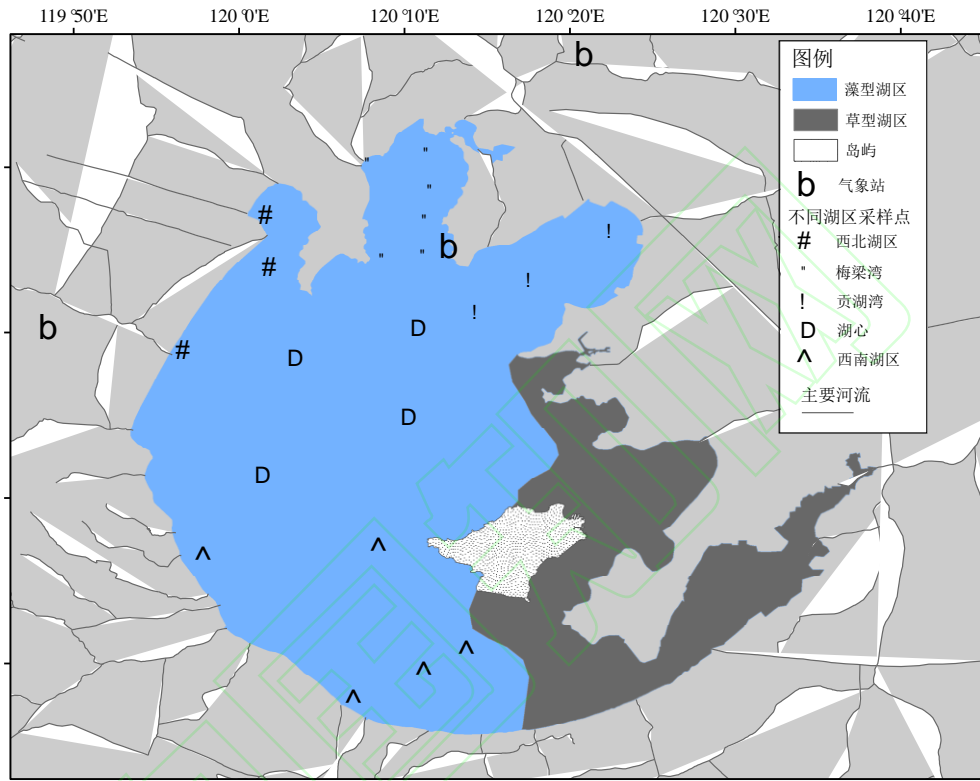 119°50′E 120°0′E 120°10′E 120°20′E 120°30′E 120°40′E
图例
藻型湖区
草型湖区
岛屿
b 气象站
不同湖区采样点
# 西北湖区
" 梅梁湾
! 贡湖湾
D 湖心
^ 西南湖区
主要河流
b
"
"
#
"
"
!
b
"
"
#
!
!
b
D
#
D
D
D
^
^
^
^
^